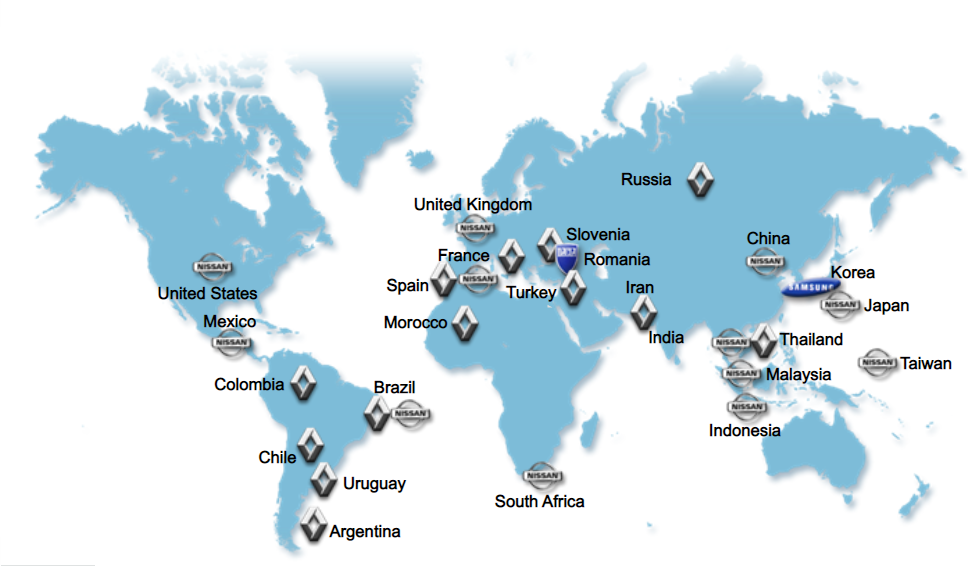 Russia
United Kingdom
NISSAN
Slovenia
China
France
Romania
NISSAN
NISSAN
Korea
Spain
NISSAN
Turkey
Iran
SAMSUNG
United States
NISSAN
Japan
Mexico
Morocco
India
NISSAN
NISSAN
Thailand
Taiwan
NISSAN
NISSAN
Malaysia
Colombia
Brazil
NISSAN
NISSAN
Indonesia
Chile
Uruguay
NISSAN
South Africa
Argentina